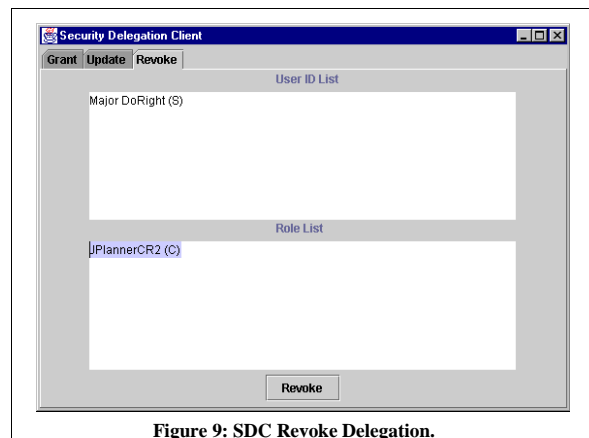 Security Delegation Client
Grant Update Revoke
User ID List
Major DoRight (S)
Role List
JPlannerCR2 (C)
Revoke
Figure 9: SDC Revoke Delegation.